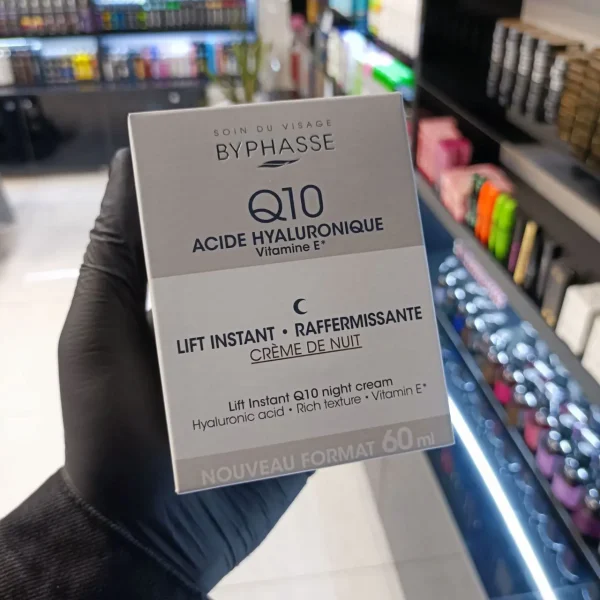 SOIN DU VISAGE
BYPHASSE
Q10
ACIDE HYALURONIQUE
Vitamine E*
LIFT INSTANT • RAFFERMISSANTE
CRÈME DE NUIT
Lift Instant Q10 night cream
Hyaluronic acid • Rich texture • Vitamin E*
NOUVEAU FORMAT 60 ml